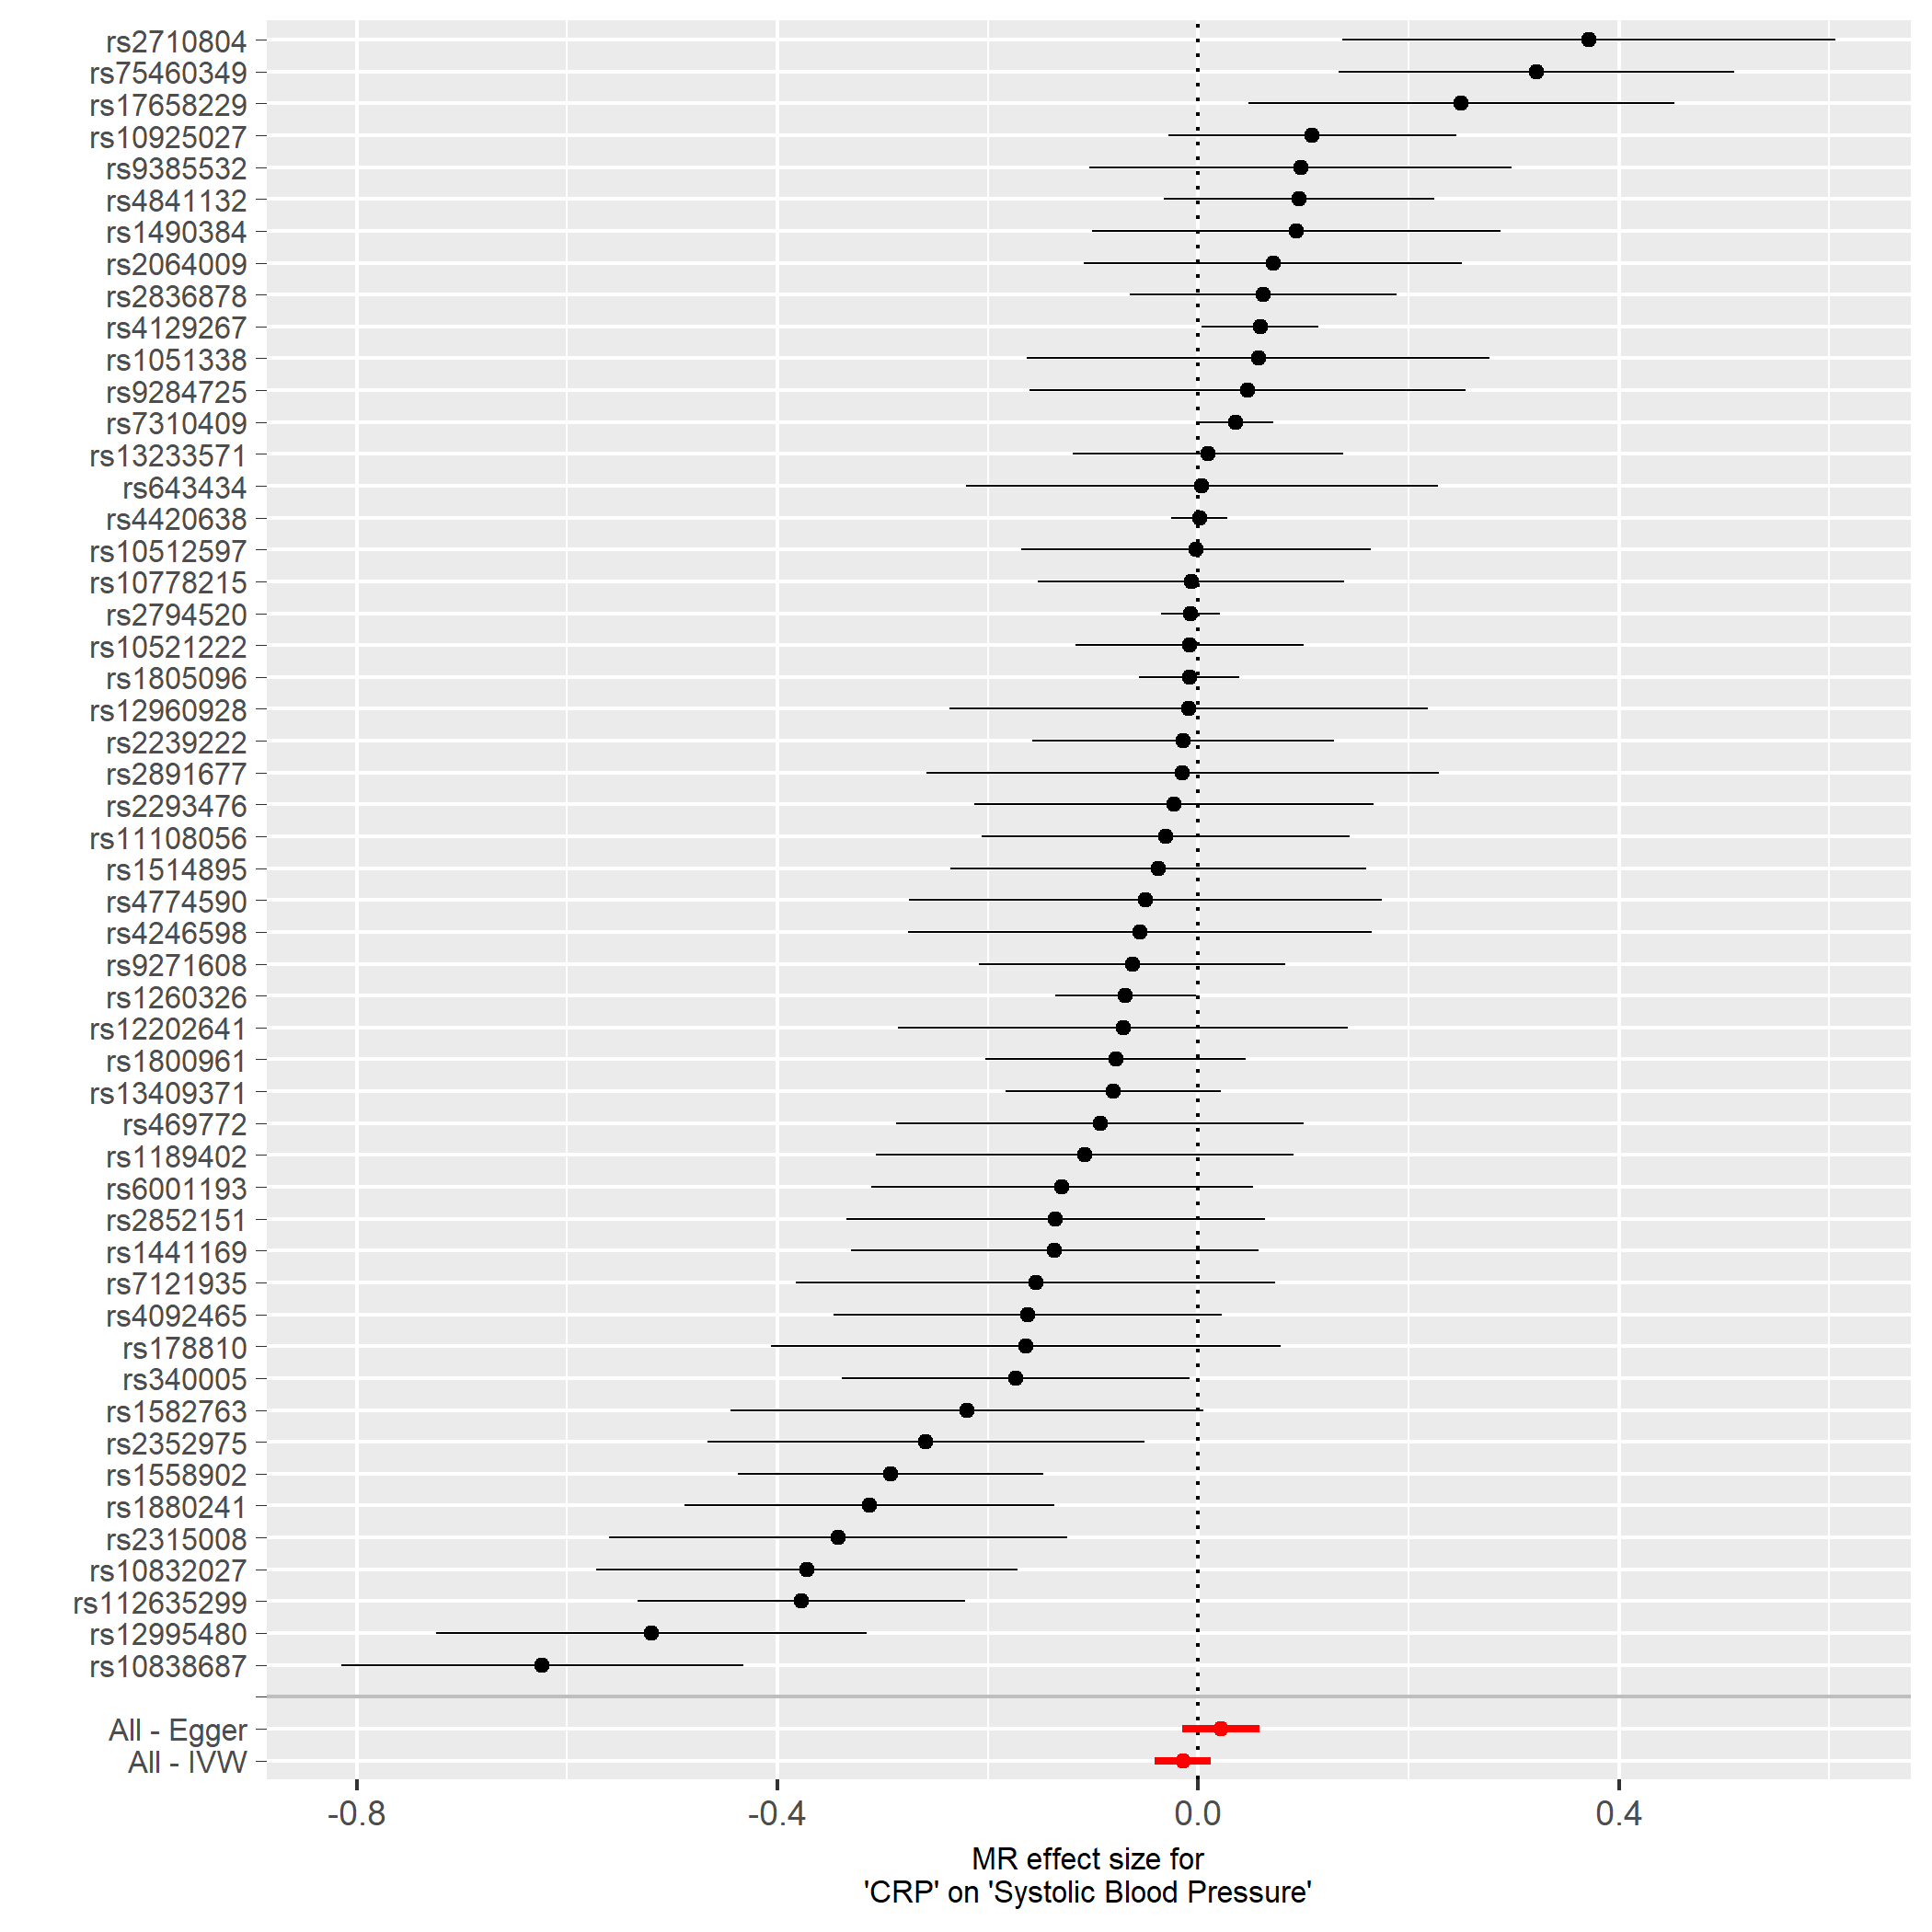 rs2710804
rs75460349
rs17658229
rs10925027
rs9385532
rs4841132
rs1490384
rs2064009
rs2836878
rs4129267
rs1051338
rs9284725
rs7310409
rs13233571
rs643434
rs4420638
rs10512597
rs10778215
rs2794520
rs10521222
rs1805096
rs12960928
rs2239222
rs2891677
rs2293476
rs11108056
rs1514895
rs4774590
rs4246598
rs9271608
rs1260326
rs12202641
rs1800961
rs13409371
rs469772
rs1189402
rs6001193
rs2852151
rs1441169
rs7121935
rs4092465
rs178810
rs340005
rs1582763
rs2352975
rs1558902
rs1880241
rs2315008
rs10832027
rs112635299
rs12995480
rs10838687
All - Egger
All - IVW
-0.8 -0.4 0.0 0.4
MR effect size for
'CRP' on 'Systolic Blood Pressure'